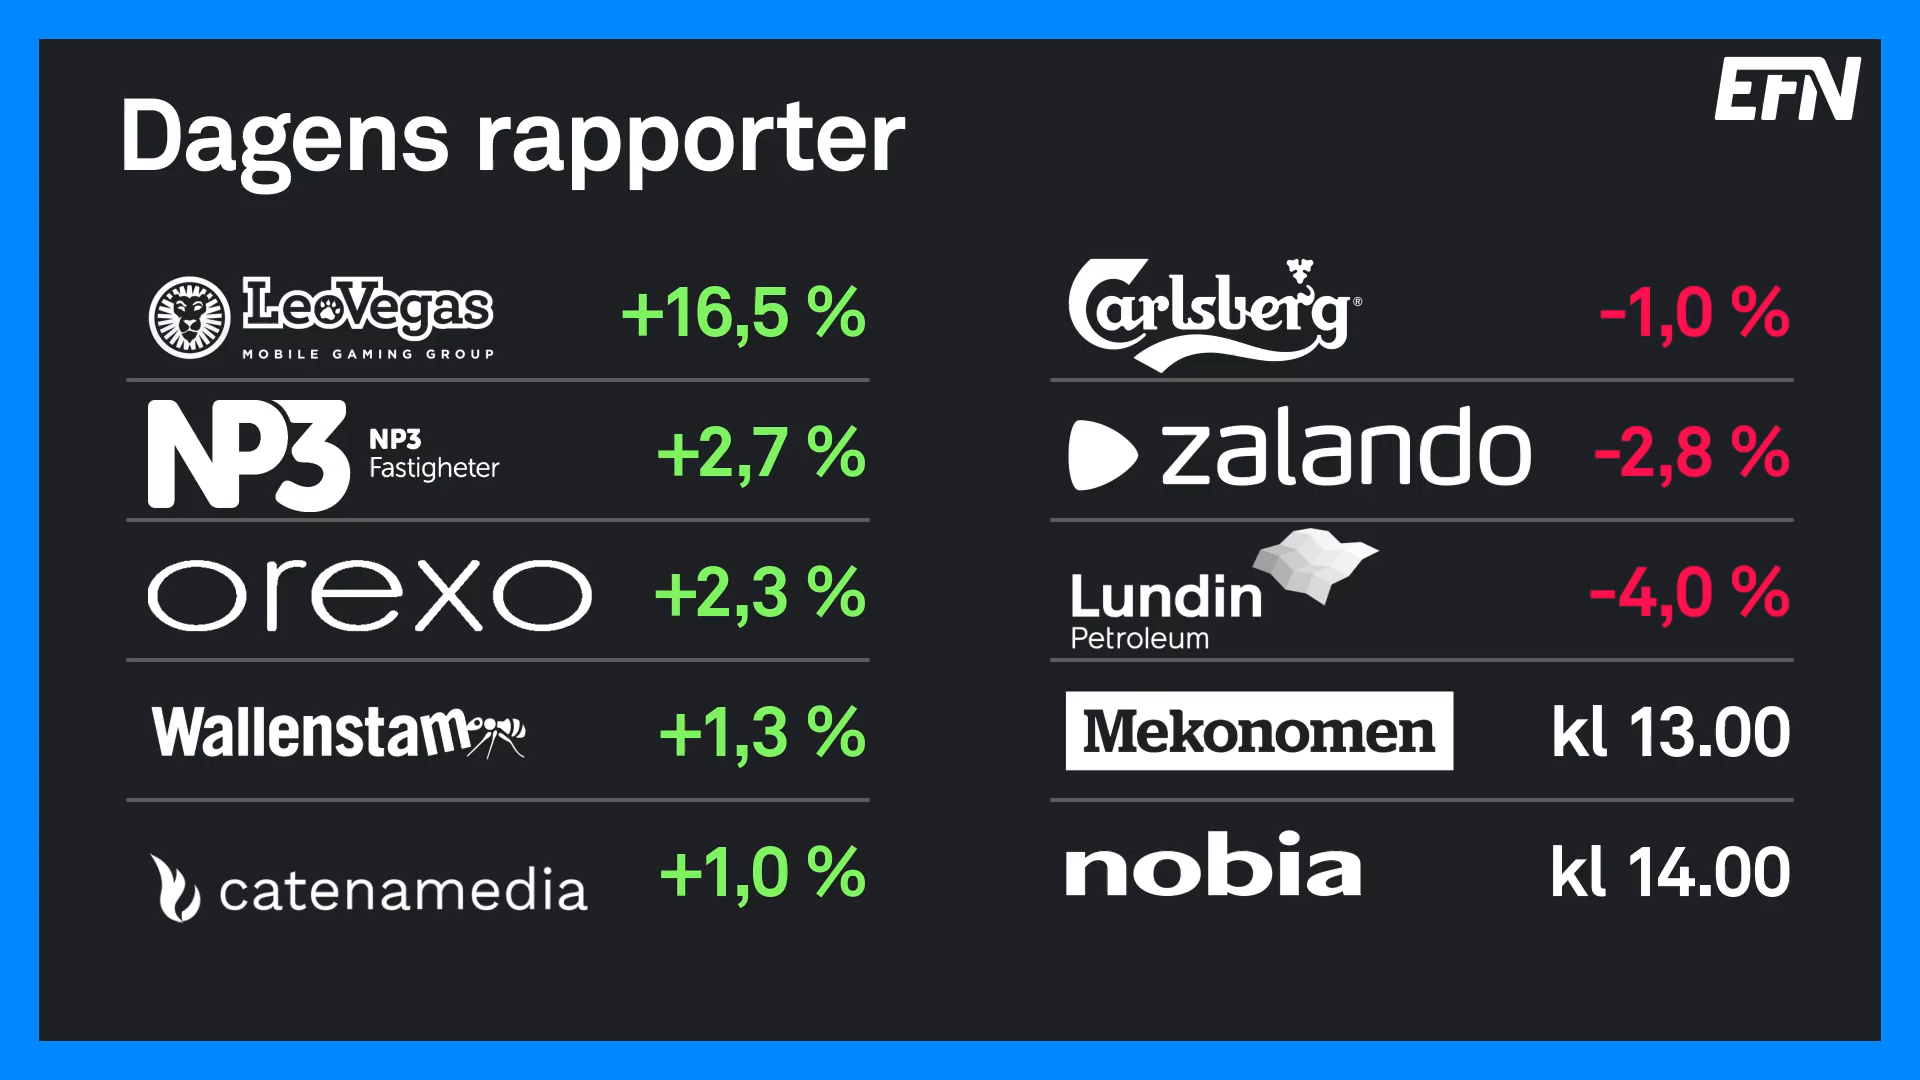 EFN
Dagens rapporter
LeoVegas
MOBILE GAMING GROUP
+16,5 %
NP3
NP3
Fastigheter
+2,7 %
orexo
+2,3 %
Wallenstam
+1,3 %
catenamedia
+1,0 %
Carlsberg®
-1,0 %
zalando
-2,8 %
Lundin
Petroleum
-4,0 %
Mekonomen
kl 13.00
nobia
kl 14.00